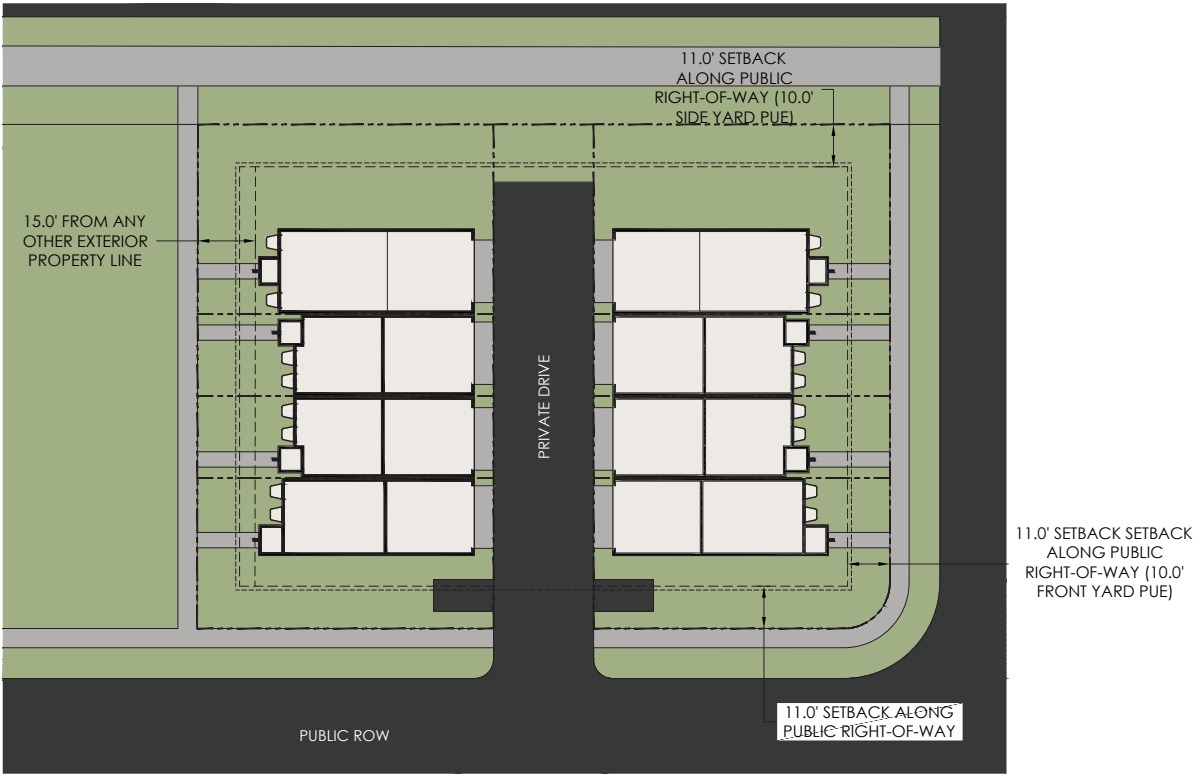 11.0' SETBACK
ALONG PUBLIC
RIGHT-OF-WAY (10.0'
SIDE YARD PUE)
15.0' FROM ANY
OTHER EXTERIOR
PROPERTY LINE
PRIVATE DRIVE
11.0' SETBACK SETBACK
ALONG PUBLIC
RIGHT-OF-WAY (10.0'
FRONT YARD PUE)
11.0' SETBACK ALONG
PUBLIC RIGHT-OF-WAY
PUBLIC ROW